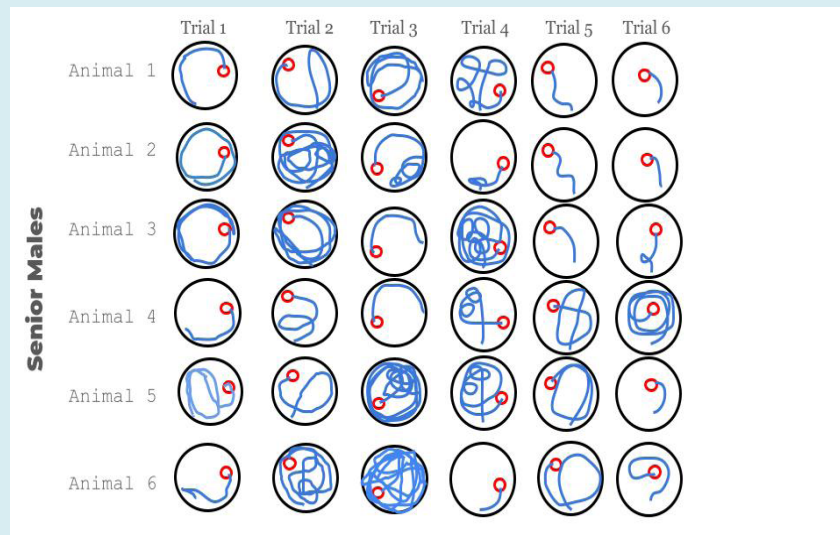 Trial 1 Trial 2 Trial 3 Trial 4 Trial 5 Trial 6
Senior Males
Animal 1
Animal 2
Animal 3
Animal 4
Animal 5
Animal 6